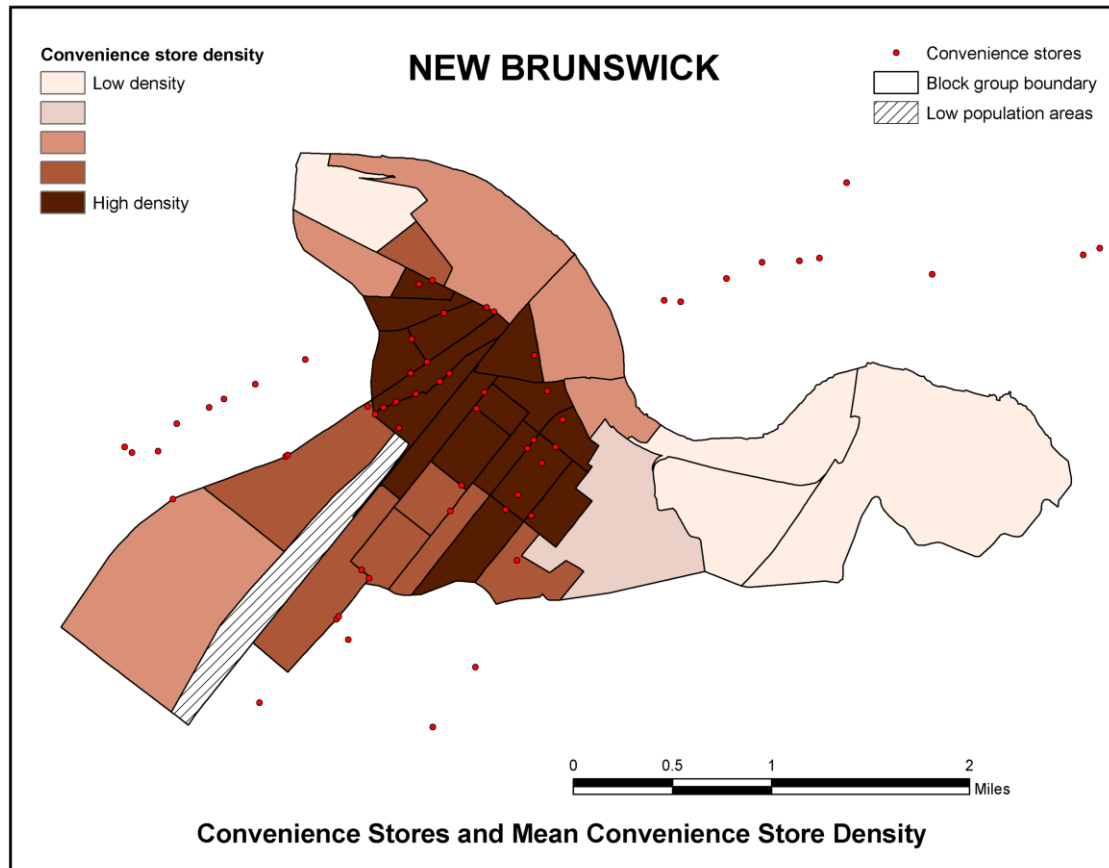 NEW BRUNSWICK
Convenience store density
Low density
High density
Convenience stores
Block group boundary
Low population areas
0 0.5 1 2
Miles
Convenience Stores and Mean Convenience Store Density